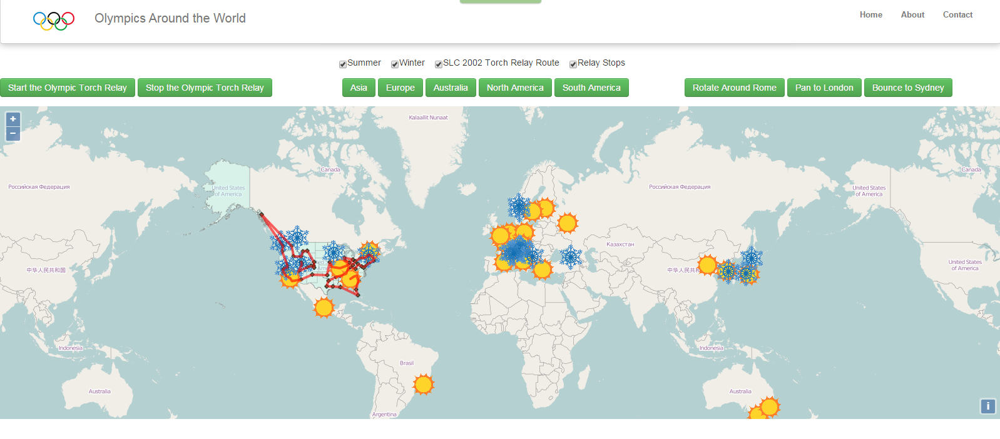 Olympics Around the World
Home About Contact
Summer Winter SLC 2002 Torch Relay Route Relay Stops
Start the Olympic Torch Relay Stop the Olympic Torch Relay Asia Europe Australia North America South America Rotate Around Rome Pan to London Bounce to Sydney
+
−
Kalaallit Nunaat
Canada
Canada
Российская Федерация
United States
of America
Российская Федерация
United States
of America
Казахстан
United States
of America
中华人民共和国
中华人民共和
Indonesia
Indonesia
Brasil
Australia
Australia
Argentina
i